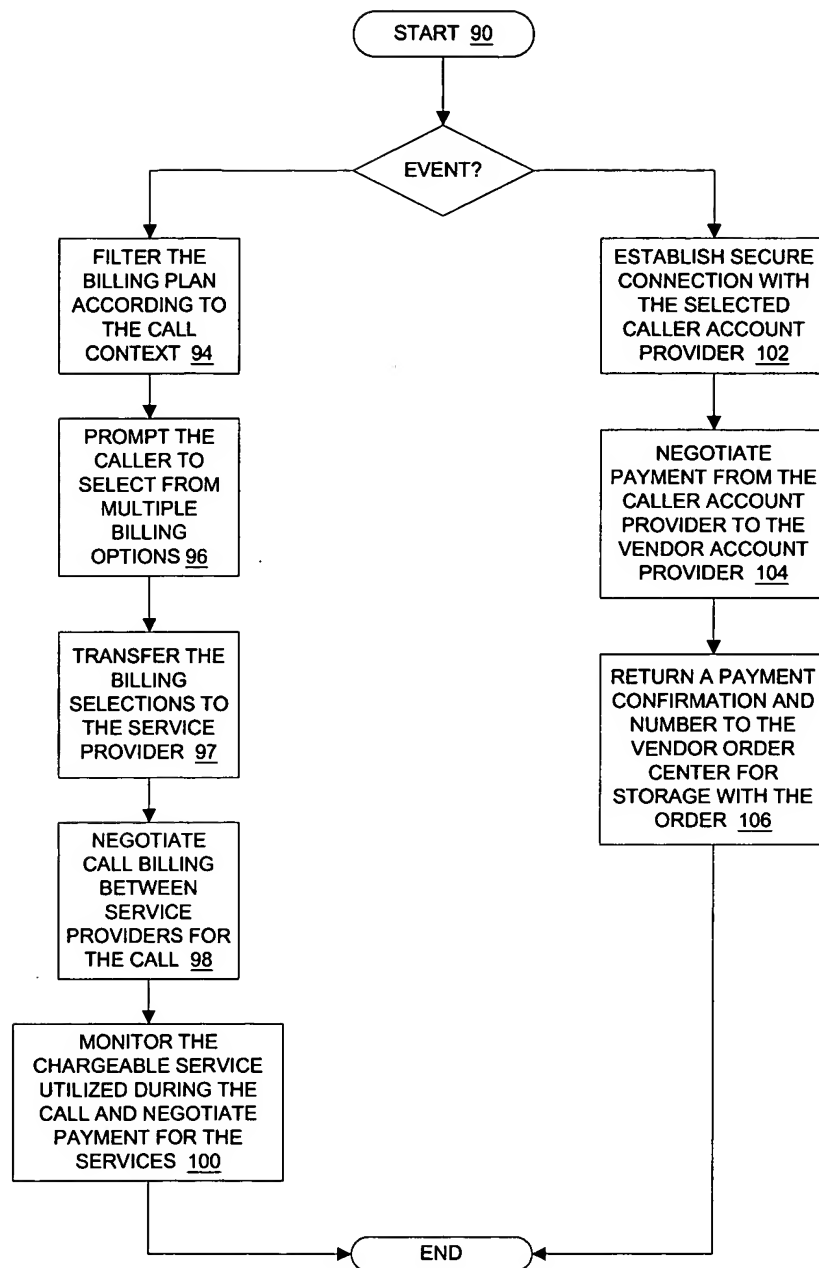 START 90
EVENT?
FILTER THE
BILLING PLAN
ACCORDING TO
THE CALL
CONTEXT 94
PROMPT THE
CALLER TO
SELECT FROM
MULTIPLE
BILLING
OPTIONS 96
TRANSFER THE
BILLING
SELECTIONS TO
THE SERVICE
PROVIDER 97
NEGOTIATE
CALL BILLING
BETWEEN
SERVICE
PROVIDERS FOR
THE CALL 98
MONITOR THE
CHARGEABLE SERVICE
UTILIZED DURING THE
CALL AND NEGOTIATE
PAYMENT FOR THE
SERVICES 100
ESTABLISH SECURE
CONNECTION WITH
THE SELECTED
CALLER ACCOUNT
PROVIDER 102
NEGOTIATE
PAYMENT FROM THE
CALLER ACCOUNT
PROVIDER TO THE
VENDOR ACCOUNT
PROVIDER 104
RETURN A PAYMENT
CONFIRMATION AND
NUMBER TO THE
VENDOR ORDER
CENTER FOR
STORAGE WITH THE
ORDER 106
END